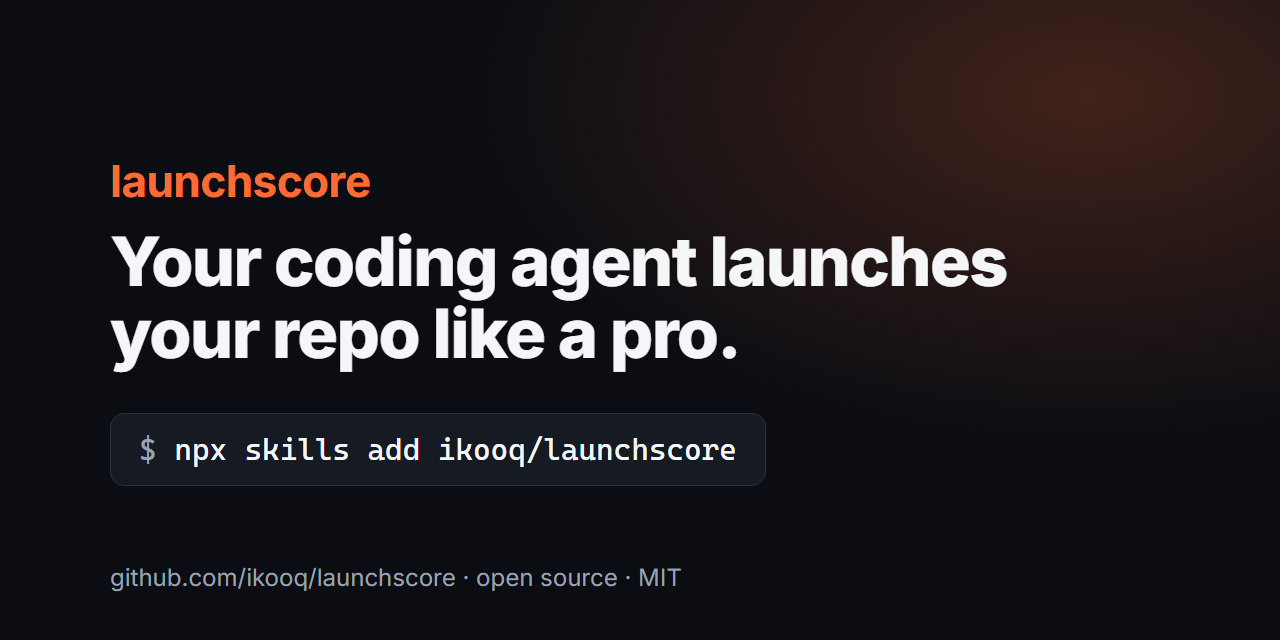 launchscore
Your coding agent launches
your repo like a pro.
$ npx skills add ikooq/launchscore
github.com/ikooq/launchscore · open source · MIT